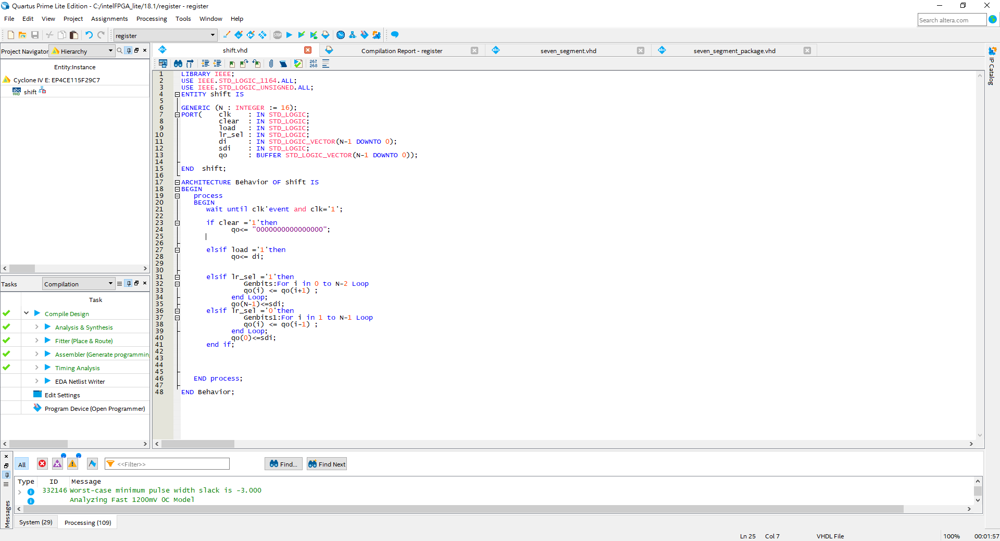 Quartus Prime Lite Edition - C:/intelFPGA_lite/18.1/register - register
File Edit View Project Assignments Processing Tools Window Help
Search altera.com
register
Project Navigator Hierarchy
shift.vhd
Compilation Report - register
seven_segment.vhd
seven_segment_package.vhd
IP Catalog
Entity:Instance
Cyclone IV E: EP4CE115F29C7
shift
267
268
1 LIBRARY IEEE;
2 USE IEEE.STD_LOGIC_1164.ALL;
3 USE IEEE.STD_LOGIC_UNSIGNED.ALL;
4 ENTITY shift IS
5
6 GENERIC (N : INTEGER := 16);
7 PORT( clk : IN STD_LOGIC;
8 clear : IN STD_LOGIC;
9 load : IN STD_LOGIC;
10 lr_sel : IN STD_LOGIC;
11 di : IN STD_LOGIC_VECTOR(N-1 DOWNTO 0);
12 sdi : IN STD_LOGIC;
13 qo : BUFFER STD_LOGIC_VECTOR(N-1 DOWNTO 0));
14
15 END shift;
16
17 ARCHITECTURE Behavior OF shift IS
18 BEGIN
19 process
20 BEGIN
21 wait until clk'event and clk='1';
22
23 if clear ='1'then
24 qo<= "0000000000000000";
25
26
27 elsif load ='1'then
28 qo<= di;
29
30
31 elsif lr_sel ='1'then
32 Genbits:For i in 0 to N-2 Loop
33 qo(i) <= qo(i+1) ;
34 end Loop;
35 qo(N-1)<=sdi;
36 elsif lr_sel ='0'then
37 Genbits1:For i in 1 to N-1 Loop
38 qo(i) <= qo(i-1) ;
39 end Loop;
40 qo(0)<=sdi;
41 end if;
42
43
44
45
46 END process;
47
48 END Behavior;
Tasks Compilation
Task
Compile Design
Analysis & Synthesis
Fitter (Place & Route)
Assembler (Generate programmin
Timing Analysis
EDA Netlist Writer
Edit Settings
Program Device (Open Programmer)
Messages
All <<Filter>> Find... Find Next
Type ID Message
332146 Worst-case minimum pulse width slack is -3.000
Analyzing Fast 1200mV 0C Model
System (29) Processing (109)
Ln 25 Col 7 VHDL File 100% 00:01:57